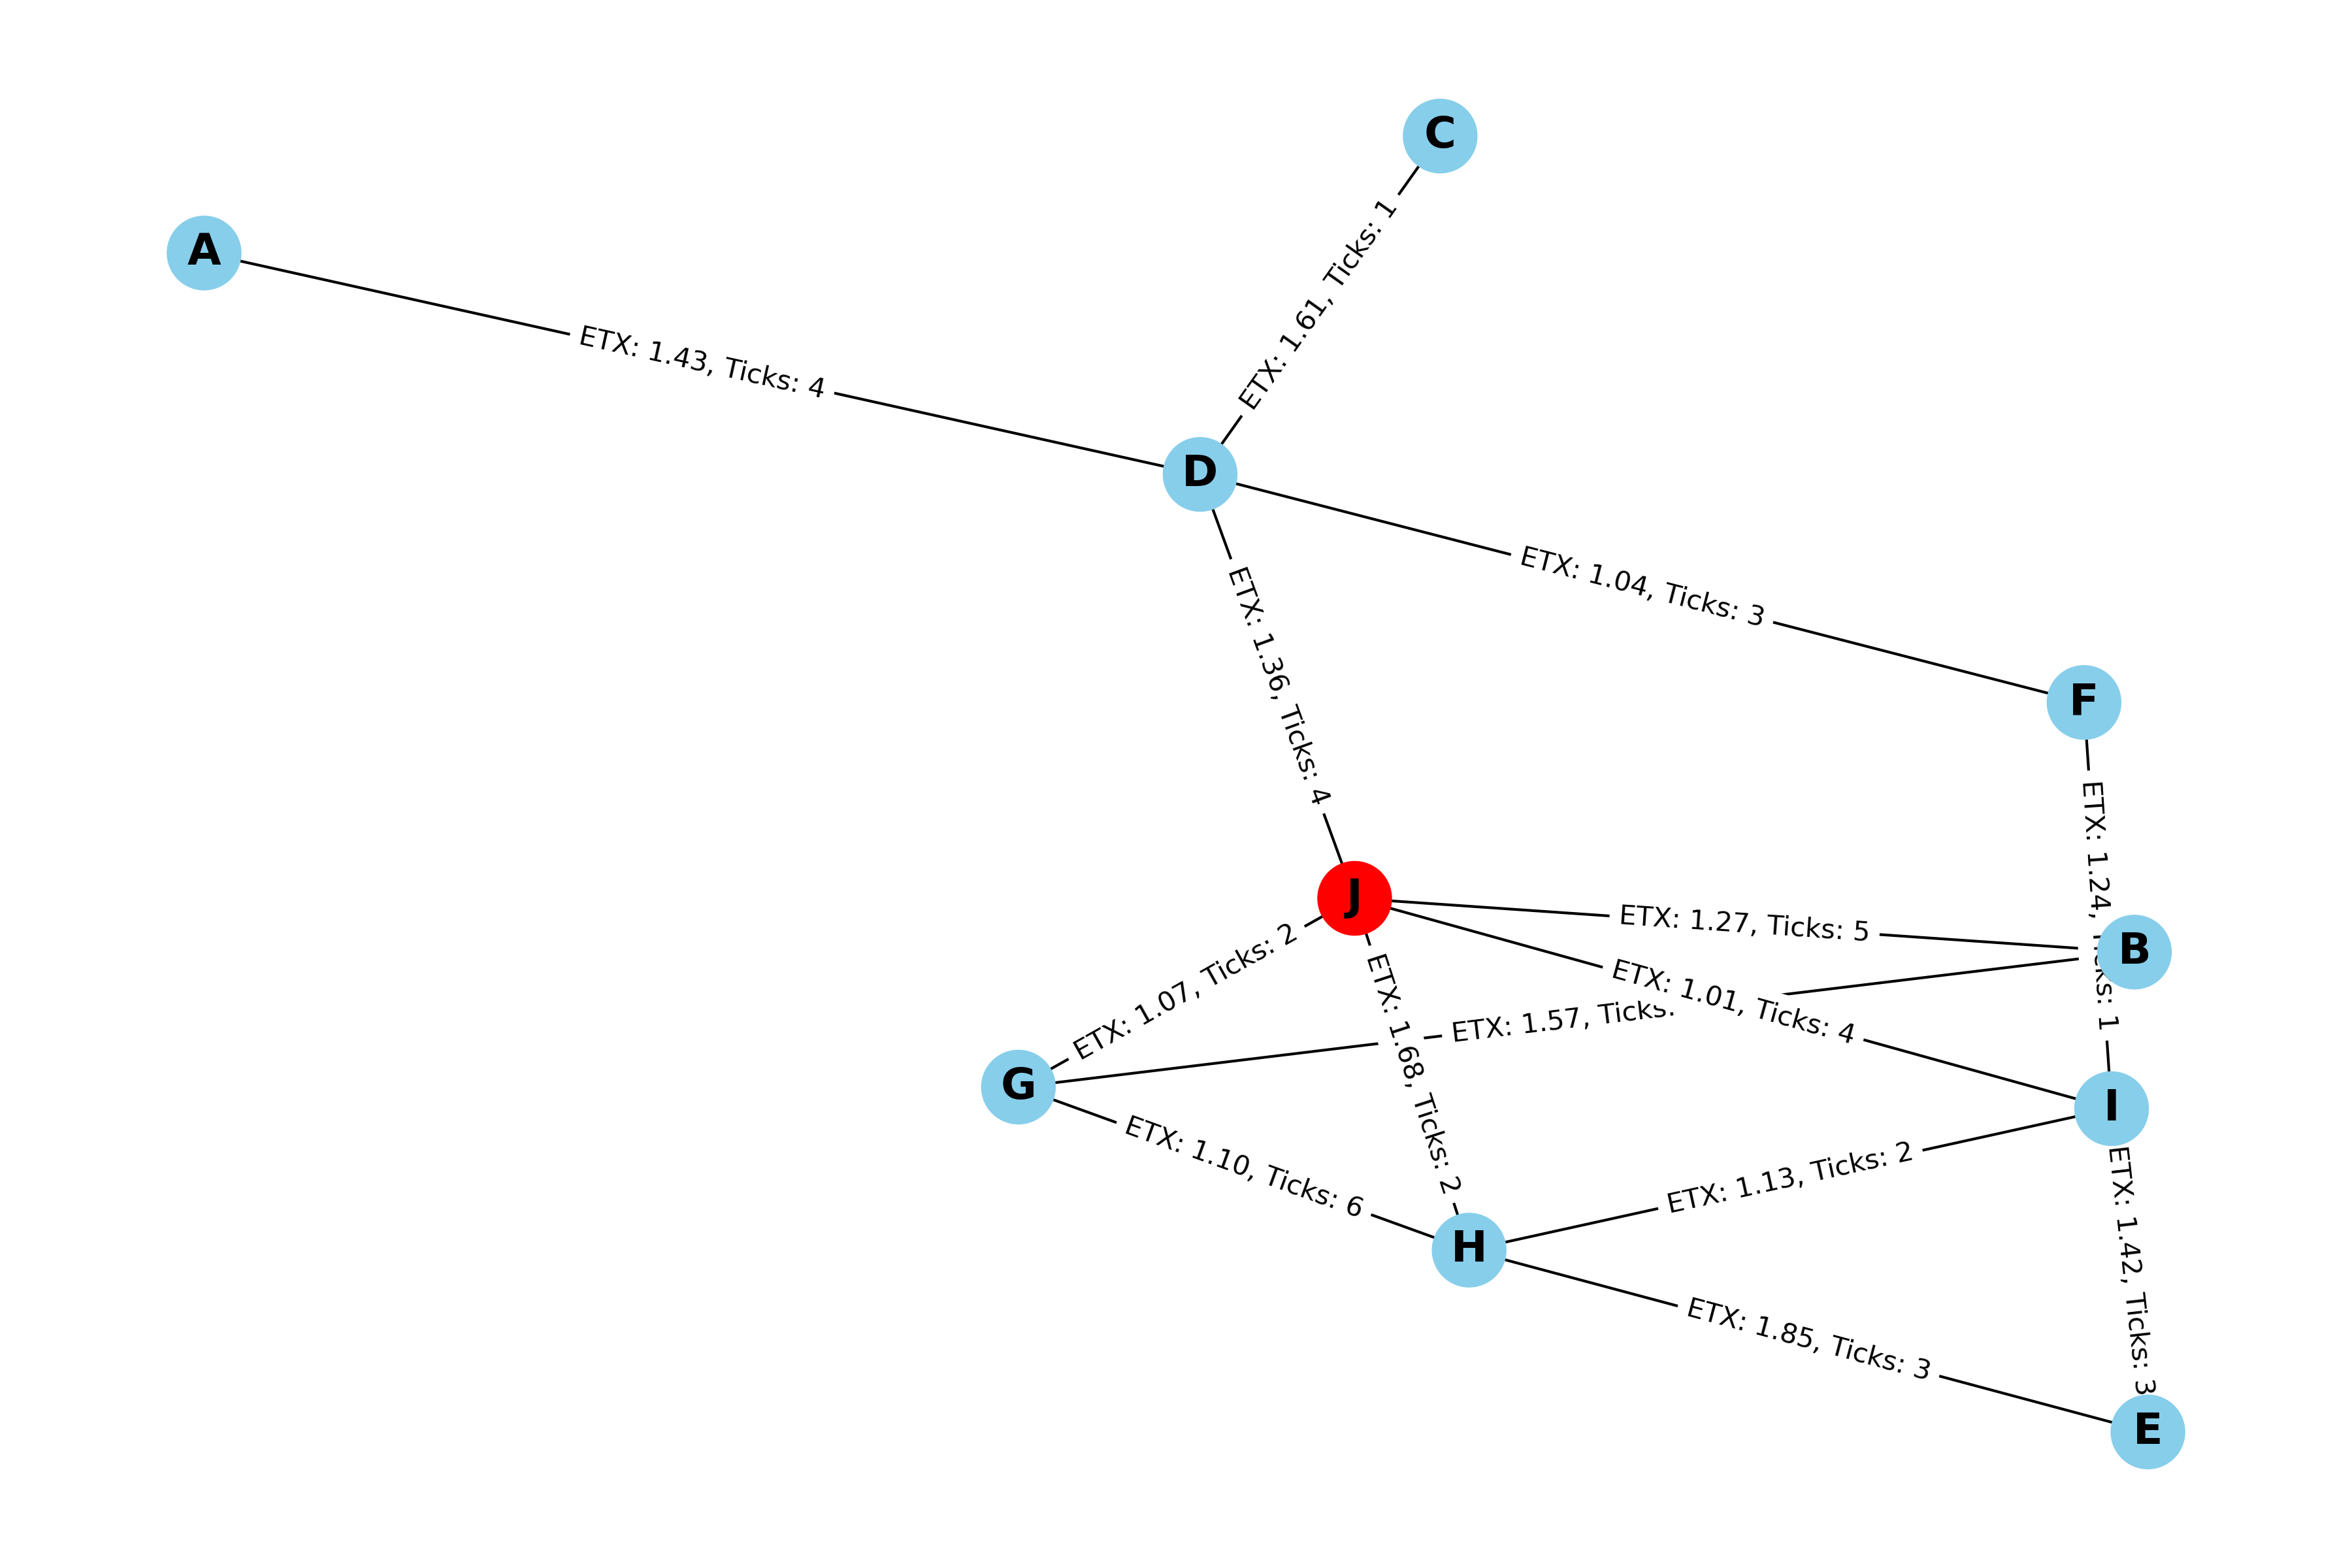 C
A
ETX: 1.61, Ticks: 1
ETX: 1.43, Ticks: 4
D
ETX: 1.04, Ticks: 3
ETX: 1.36, Ticks: 4
F
ETX: 1.24, Ticks: 1
J
ETX: 1.27, Ticks: 5
B
ETX: 1.07, Ticks: 2
ETX: 1.01, Ticks: 4
ETX: 1.57, Ticks:
ETX: 1.68, Ticks: 2
G
I
ETX: 1.10, Ticks: 6
ETX: 1.13, Ticks: 2
H
ETX: 1.42, Ticks: 3
ETX: 1.85, Ticks: 3
E